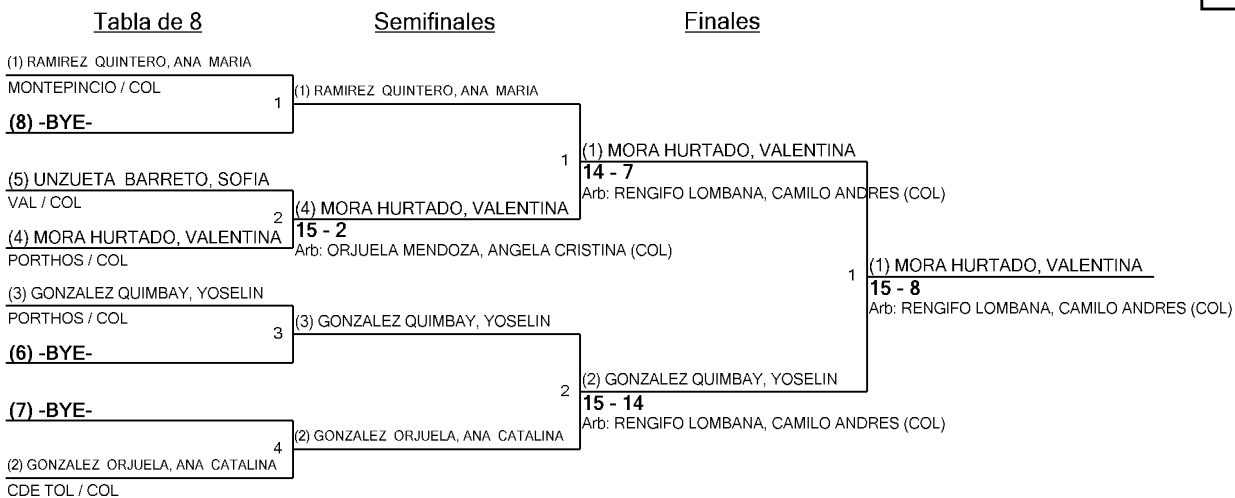 Tabla de 8
Semifinales
Finales
(1) RAMIREZ QUINTERO, ANA MARIA
MONTEPINCIO / COL
1
(8) -BYE-
(5) UNZUETA BARRETO, SOFIA
VAL / COL
2
(4) MORA HURTADO, VALENTINA
PORTHOS / COL
(3) GONZALEZ QUIMBAY, YOSELIN
PORTHOS / COL
3
(6) -BYE-
(7) -BYE-
4
(2) GONZALEZ ORJUELA, ANA CATALINA
CDE TOL / COL
(1) RAMIREZ QUINTERO, ANA MARIA
1
(4) MORA HURTADO, VALENTINA
15 - 2
Arb: ORJUELA MENDOZA, ANGELA CRISTINA (COL)
(3) GONZALEZ QUIMBAY, YOSELIN
2
(2) GONZALEZ ORJUELA, ANA CATALINA
(1) MORA HURTADO, VALENTINA
14 - 7
Arb: RENGIFO LOMBANA, CAMILO ANDRES (COL)
1
(2) GONZALEZ QUIMBAY, YOSELIN
15 - 14
Arb: RENGIFO LOMBANA, CAMILO ANDRES (COL)
(1) MORA HURTADO, VALENTINA
15 - 8
Arb: RENGIFO LOMBANA, CAMILO ANDRES (COL)